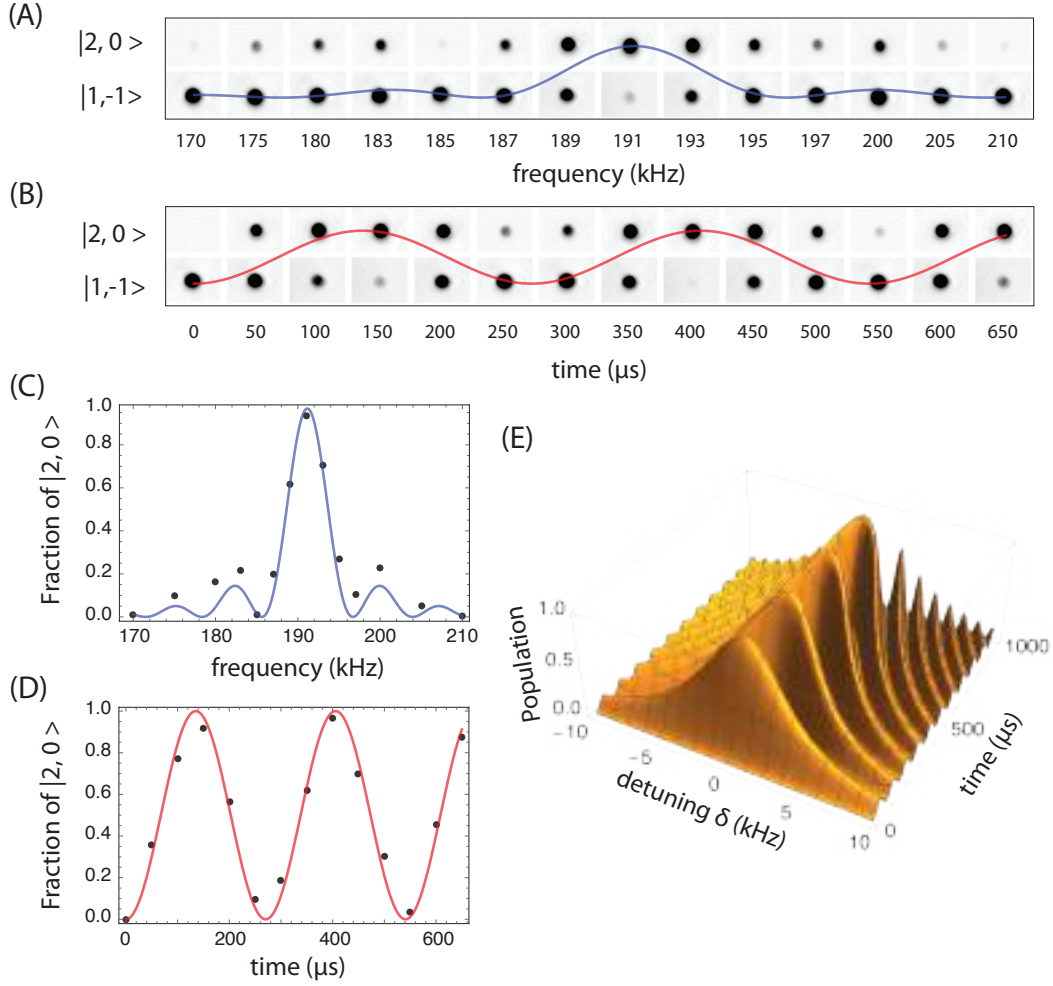 (A)
|2, 0 >
|1,-1>
170 175 180 183 185 187 189 191 193 195 197 200 205 210
frequency (kHz)
(B)
|2, 0 >
|1,-1>
0 50 100 150 200 250 300 350 400 450 500 550 600 650
time (μs)
(C)
Fraction of |2, 0 >
1.0
0.8
0.6
0.4
0.2
0.0
170 180 190 200 210
frequency (kHz)
(D)
Fraction of |2, 0 >
1.0
0.8
0.6
0.4
0.2
0.0
0 200 400 600
time (μs)
(E)
Population
1.0
0.5
0.0
-10 -5 0 5 10
detuning δ (kHz)
0 500 1000
time (μs)